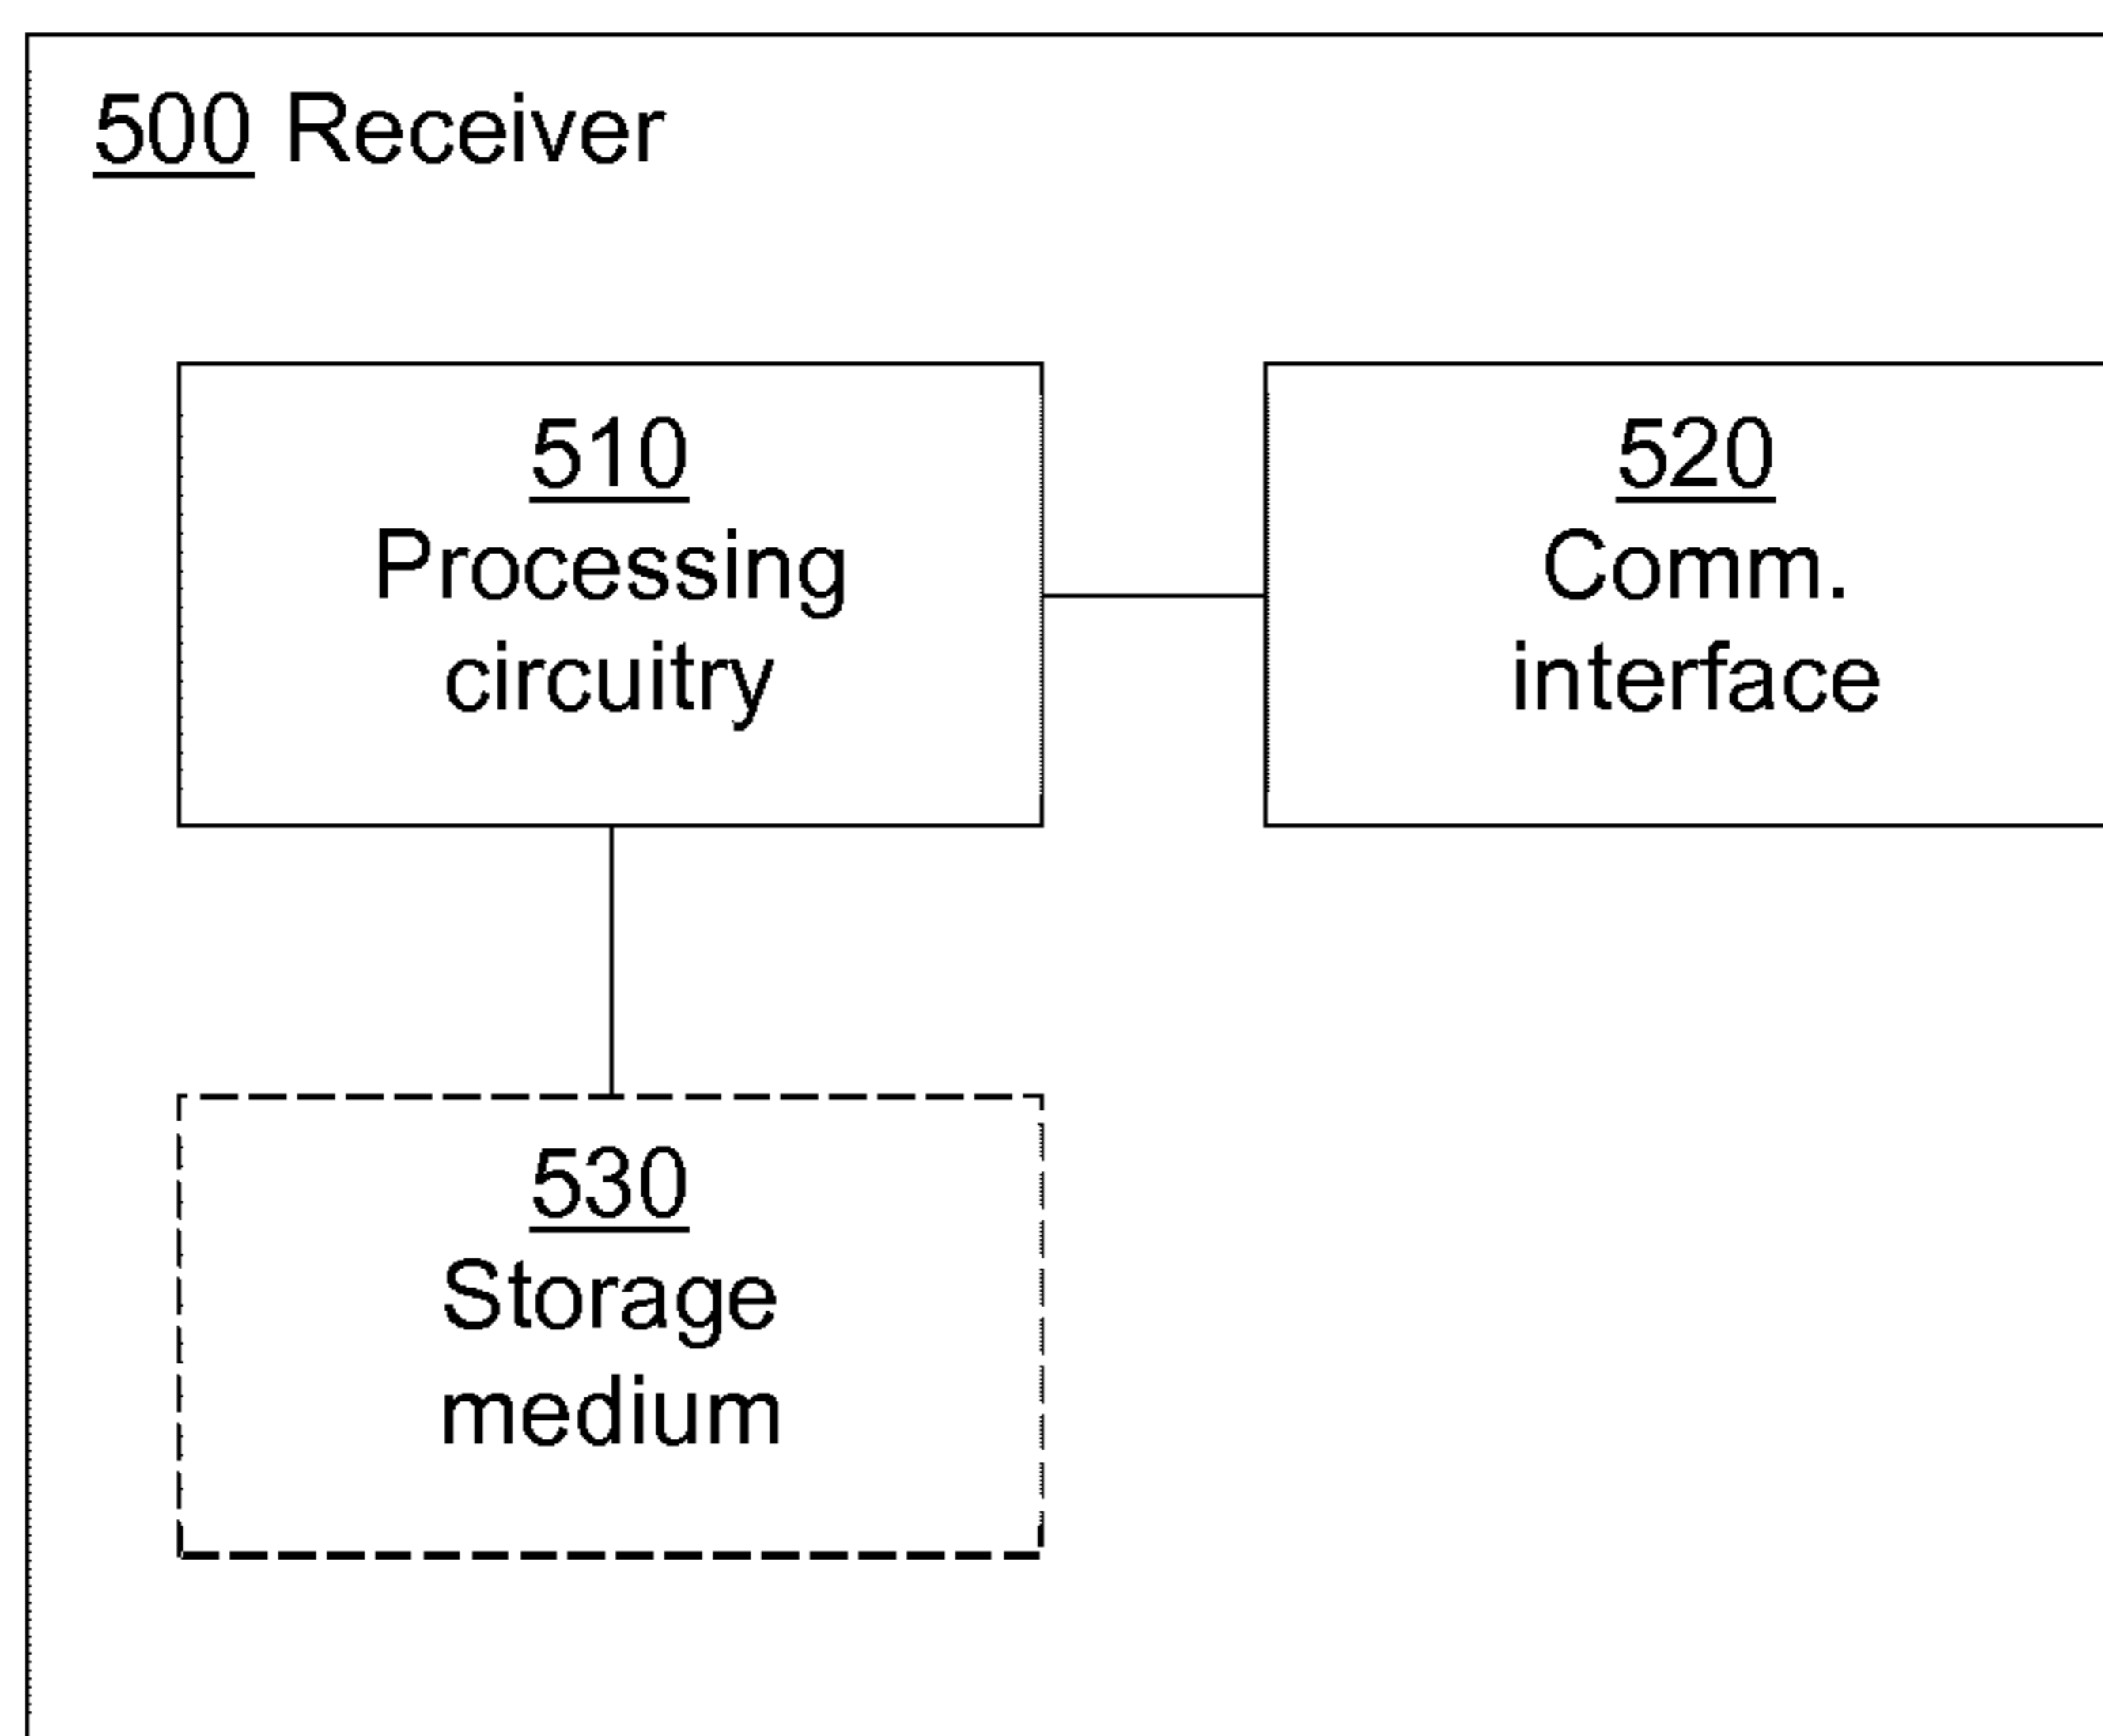 500 Receiver
510
Processing
circuitry
520
Comm.
interface
530
Storage
medium